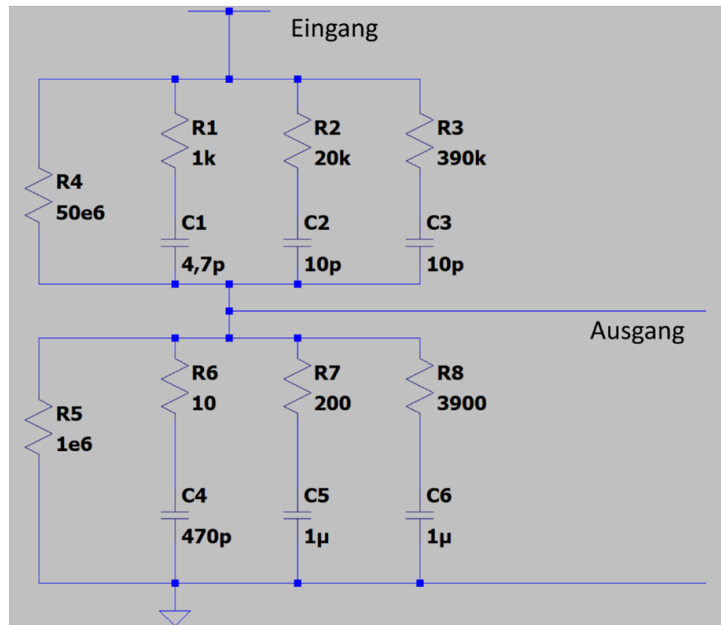 Eingang
R1
1k
R2
20k
R3
390k
R4
50e6
C1
4,7p
C2
10p
C3
10p
Ausgang
R6
10
R7
200
R8
3900
R5
1e6
C4
470p
C5
1µ
C6
1µ